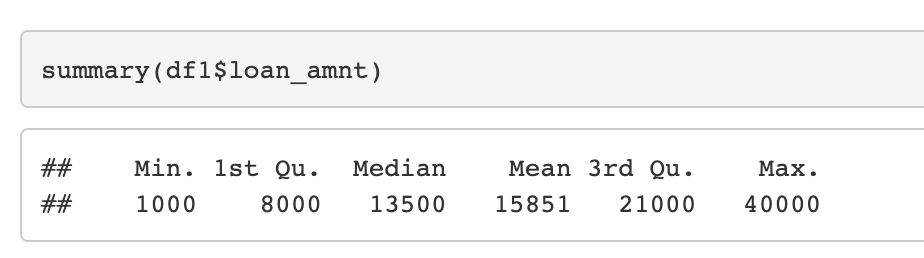 summary(df1$loan_amnt)
## Min. 1st Qu. Median Mean 3rd Qu. Max.
## 1000 8000 13500 15851 21000 40000